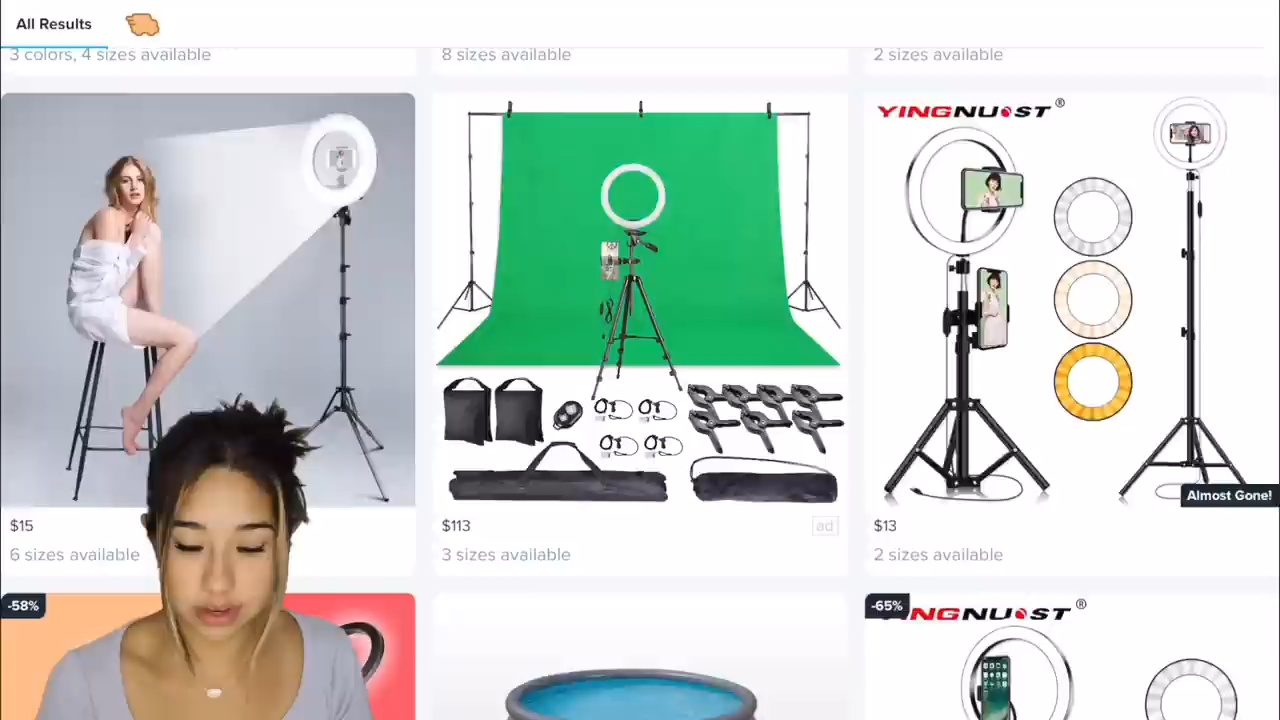 All Results
3 colors, 4 sizes available
8 sizes available
2 sizes available
YINGNUOST ®
Almost Gone!
$15
$113
ad
$13
6 sizes available
3 sizes available
2 sizes available
-58%
-65%
NGNUOST ®